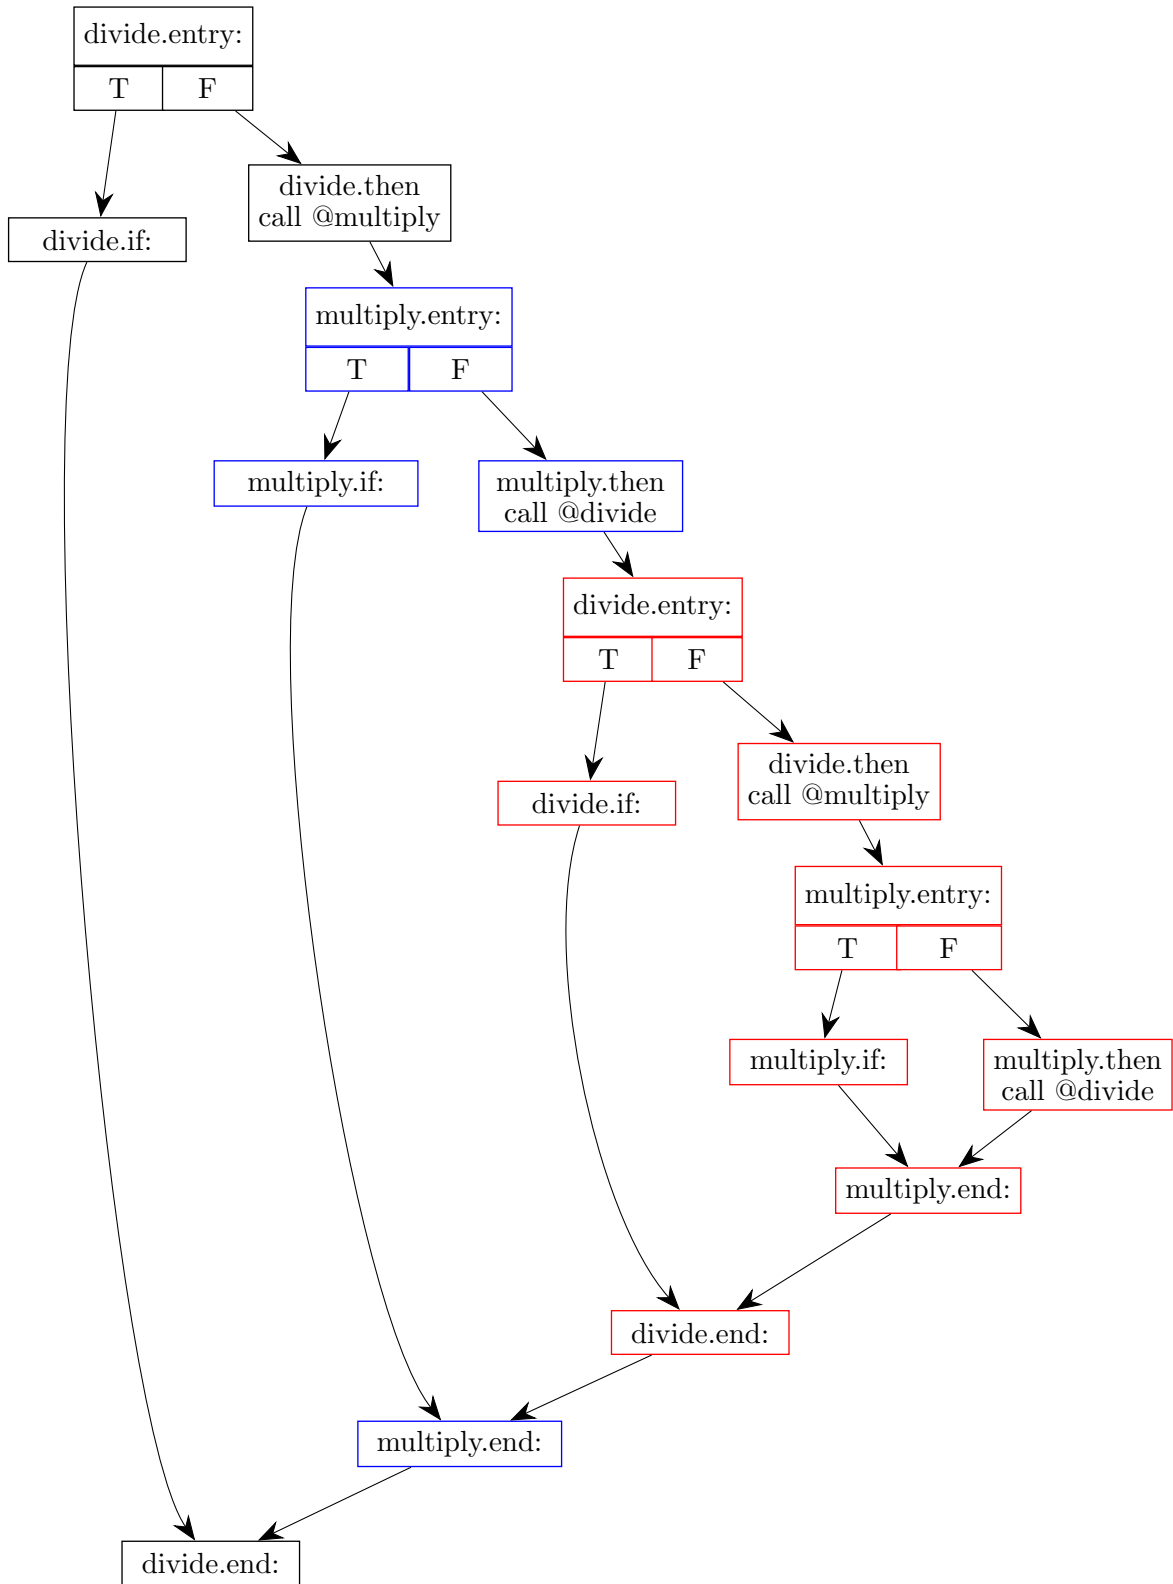 divide.entry:
T F
divide.then
call @multiply
divide.if:
multiply.entry:
T F
multiply.if:
multiply.then
call @divide
divide.entry:
T F
divide.then
call @multiply
divide.if:
multiply.entry:
T F
multiply.if:
multiply.then
call @divide
multiply.end:
divide.end:
multiply.end:
divide.end: